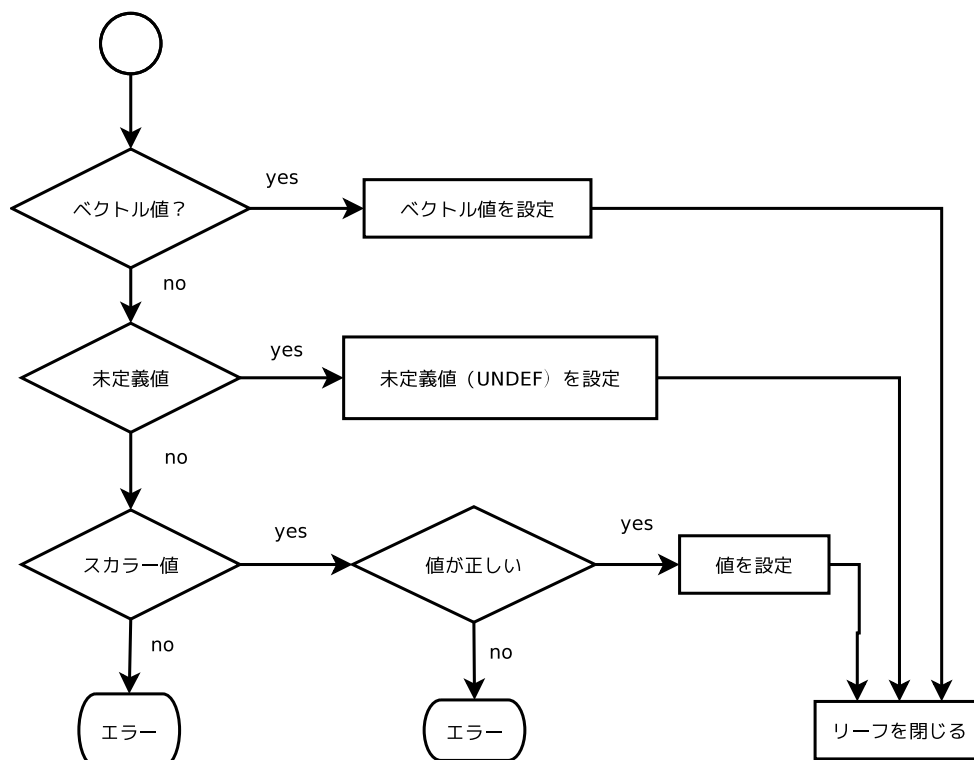 yes
ベクトル値？
ベクトル値を設定
no
yes
未定義値
未定義値（UNDEF）を設定
no
yes
yes
スカラー値
値が正しい
値を設定
no
no
エラー
エラー
リーフを閉じる